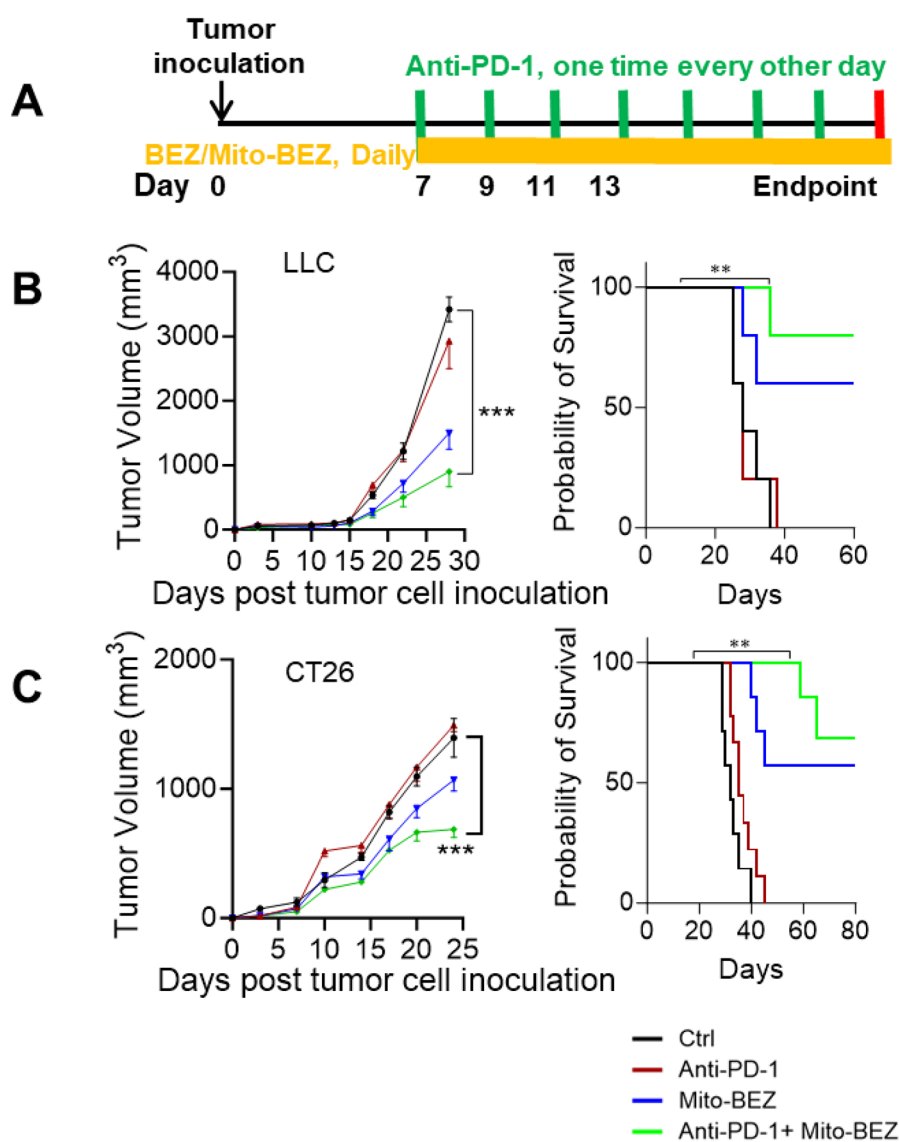 A
Tumor
inoculation
Anti-PD-1, one time every other day
BEZ/Mito-BEZ, Daily
Day 0 7 9 11 13 Endpoint
B
LLC
Tumor Volume (mm³)
4000
3000
2000
1000
0
***
0 5 10 15 20 25 30
Days post tumor cell inoculation
Probability of Survival
**
100
50
0
0 20 40 60
Days
C
CT26
Tumor Volume (mm³)
2000
1000
0
***
0 5 10 15 20 25
Days post tumor cell inoculation
Probability of Survival
**
100
50
0
0 20 40 60 80
Days
Ctrl
Anti-PD-1
Mito-BEZ
Anti-PD-1+ Mito-BEZ